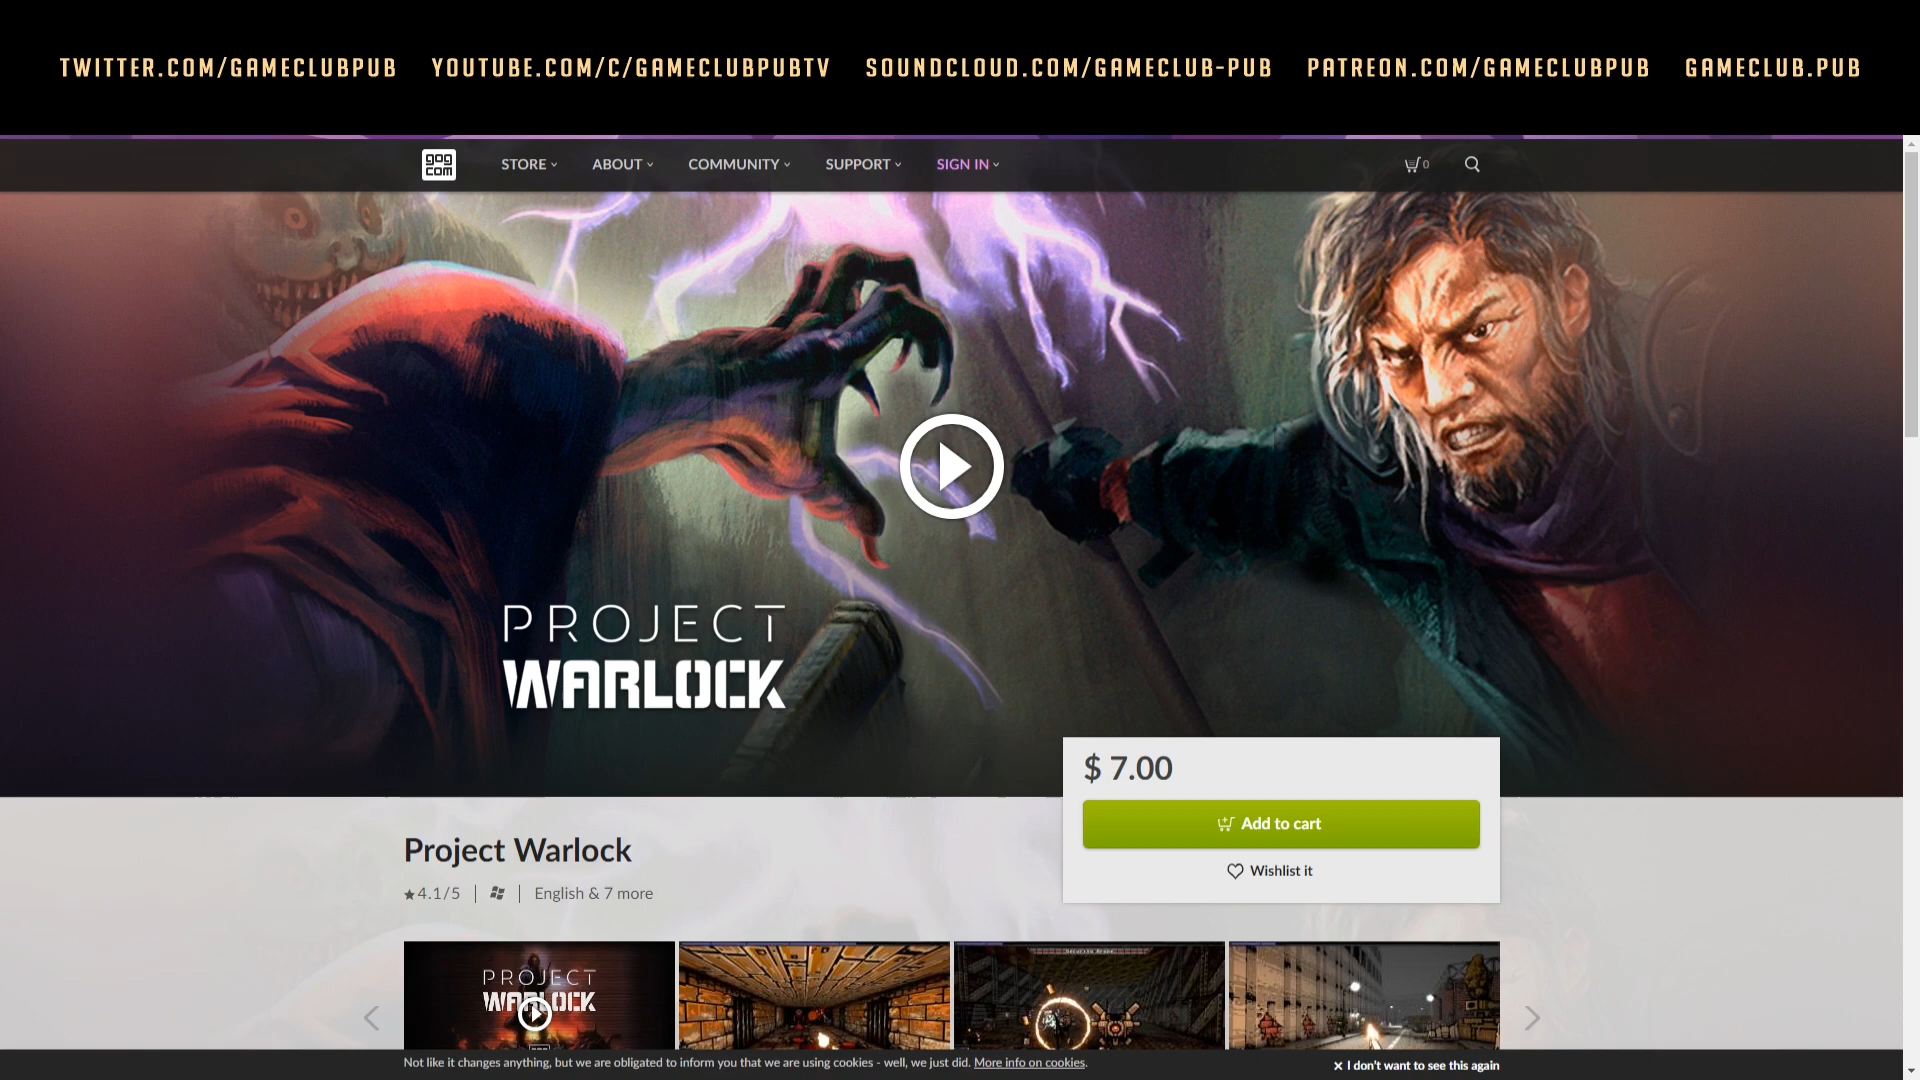 TWITTER.COM/GAMECLUBPUB YOUTUBE.COM/C/GAMECLUBPUBTV SOUNDCLOUD.COM/GAMECLUB-PUB PATREON.COM/GAMECLUBPUB GAMECLUB.PUB
gog com STORE ABOUT COMMUNITY SUPPORT SIGN IN 0
PROJECT
WARLOCK
$ 7.00
Add to cart
Wishlist it
Project Warlock
4.1/5 English & 7 more
PROJECT
WARLOCK
Not like it changes anything, but we are obligated to inform you that we are using cookies - well, we just did. More info on cookies.
I don't want to see this again